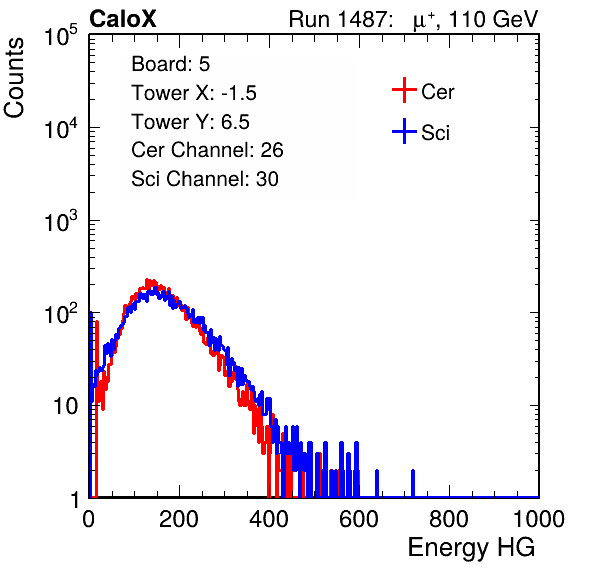 CaloX Run 1487: μ⁺, 110 GeV
Counts
10⁵
10⁴
10³
10²
10
1
Board: 5
Tower X: -1.5
Tower Y: 6.5
Cer Channel: 26
Sci Channel: 30
Cer
Sci
0 200 400 600 800 1000
Energy HG